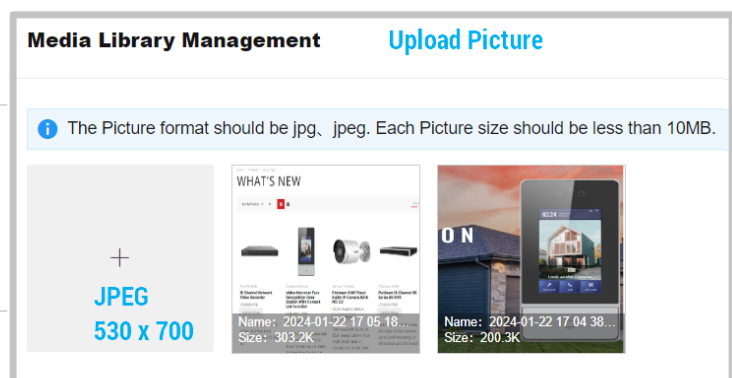 Media Library Management
Upload Picture
The Picture format should be jpg、jpeg. Each Picture size should be less than 10MB.
JPEG
530 x 700
WHAT'S NEW
Name: 2024-01-22 17 05 18...
Size: 303.2K
ON
Name: 2024-01-22 17 04 38...
Size: 200.3K